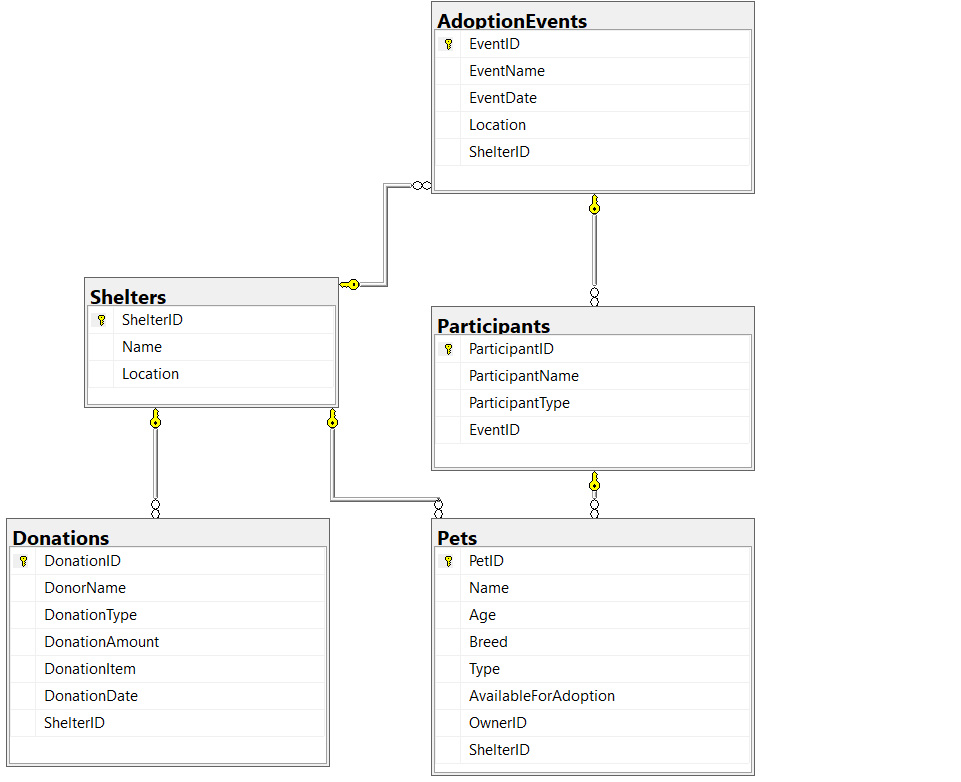 AdoptionEvents
EventID
EventName
EventDate
Location
ShelterID
Shelters
ShelterID
Name
Location
Participants
ParticipantID
ParticipantName
ParticipantType
EventID
Donations
DonationID
DonorName
DonationType
DonationAmount
DonationItem
DonationDate
ShelterID
Pets
PetID
Name
Age
Breed
Type
AvailableForAdoption
OwnerID
ShelterID